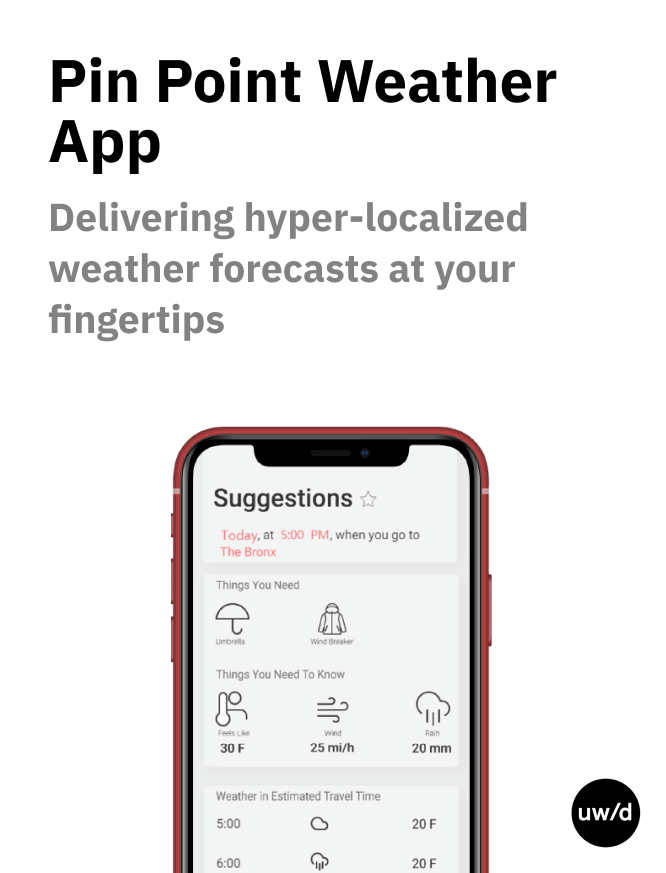 Pin Point Weather
App
Delivering hyper-localized
weather forecasts at your
fingertips
Suggestions
Today, at 5:00 PM, when you go to
The Bronx
Things You Need
Umbrella Wind Breaker
Things You Need To Know
Feels Like Wind Rain
30 F 25 mi/h 20 mm
Weather in Estimated Travel Time
5:00 20 F
6:00 20 F
uw/d